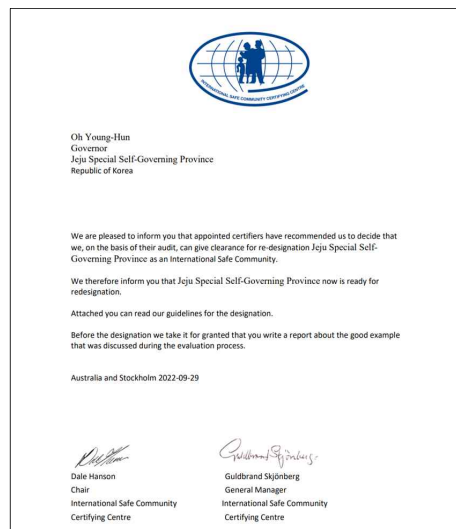 INTERNATIONAL SAFE COMMUNITY CERTIFYING CENTRE
Oh Young-Hun
Governor
Jeju Special Self-Governing Province
Republic of Korea
We are pleased to inform you that appointed certifiers have recommended us to decide that
we, on the basis of their audit, can give clearance for re-designation Jeju Special Self-
Governing Province as an International Safe Community.
We therefore inform you that Jeju Special Self-Governing Province now is ready for
redesignation.
Attached you can read our guidelines for the designation.
Before the designation we take it for granted that you write a report about the good example
that was discussed during the evaluation process.
Australia and Stockholm 2022-09-29
Dale Hanson Guldbrand Skjönberg
Dale Hanson Guldbrand Skjönberg
Chair General Manager
International Safe Community International Safe Community
Certifying Centre Certifying Centre